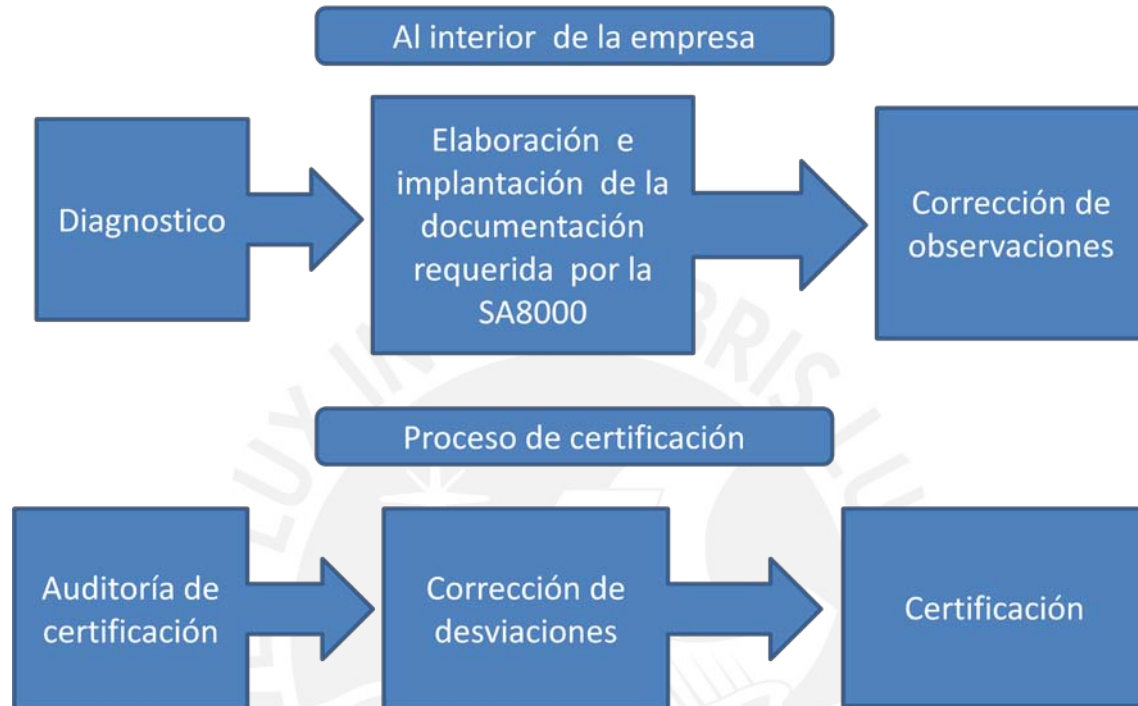 Al interior de la empresa
Diagnostico
Elaboración e
implantación de la
documentación
requerida por la
SA8000
Corrección de
observaciones
Proceso de certificación
Auditoría de
certificación
Corrección de
desviaciones
Certificación